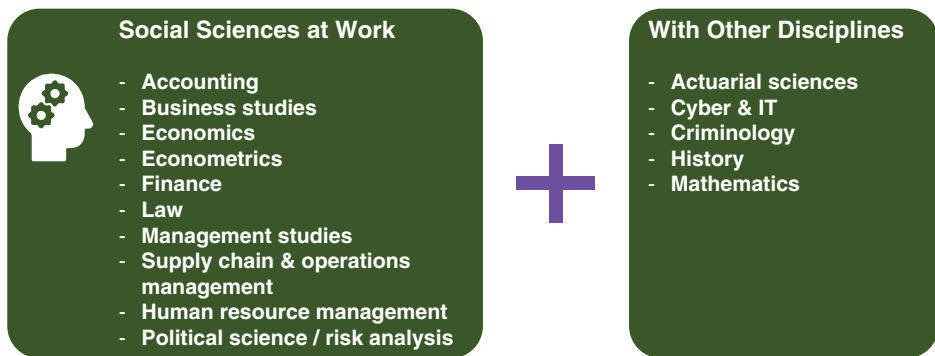 Social Sciences at Work
- Accounting
- Business studies
- Economics
- Econometrics
- Finance
- Law
- Management studies
- Supply chain & operations
management
- Human resource management
- Political science / risk analysis
With Other Disciplines
- Actuarial sciences
- Cyber & IT
- Criminology
- History
- Mathematics